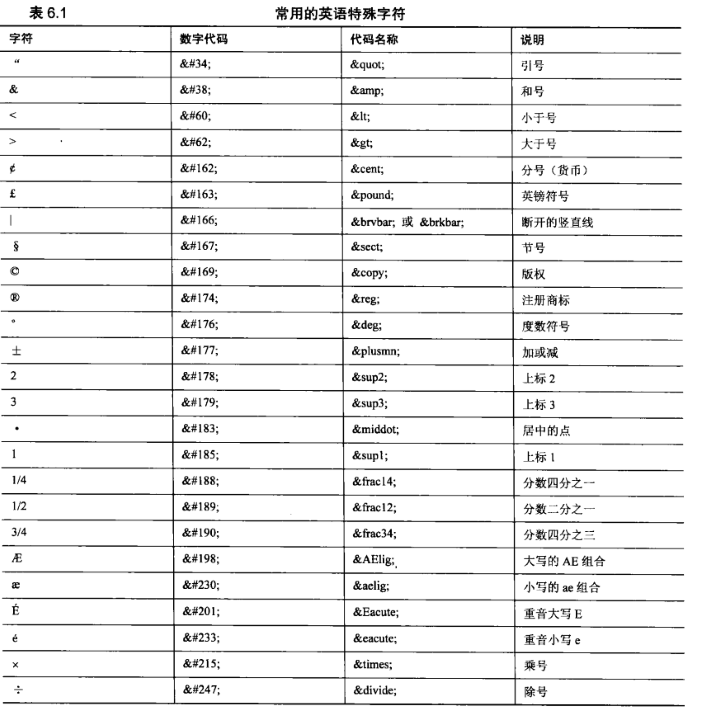 表 6.1 常用的英语特殊字符
字符 数字代码 代码名称 说明
“ &#34; &quot; 引号
& &#38; &amp; 和号
< &#60; &lt; 小于号
> &#62; &gt; 大于号
¢ &#162; &cent; 分号（货币）
£ &#163; &pound; 英镑符号
| &#166; &brvbar; 或 &brkbar; 断开的竖直线
§ &#167; &sect; 节号
© &#169; &copy; 版权
® &#174; &reg; 注册商标
° &#176; &deg; 度数符号
± &#177; &plusmn; 加或减
2 &#178; &sup2; 上标 2
3 &#179; &sup3; 上标 3
• &#183; &middot; 居中的点
1 &#185; &sup1; 上标 1
1/4 &#188; &frac14; 分数四分之一
1/2 &#189; &frac12; 分数二分之一
3/4 &#190; &frac34; 分数四分之三
Æ &#198; &AElig; 大写的 AE 组合
æ &#230; &aelig; 小写的 ae 组合
É &#201; &Eacute; 重音大写 E
é &#233; &eacute; 重音小写 e
× &#215; &times; 乘号
÷ &#247; &divide; 除号